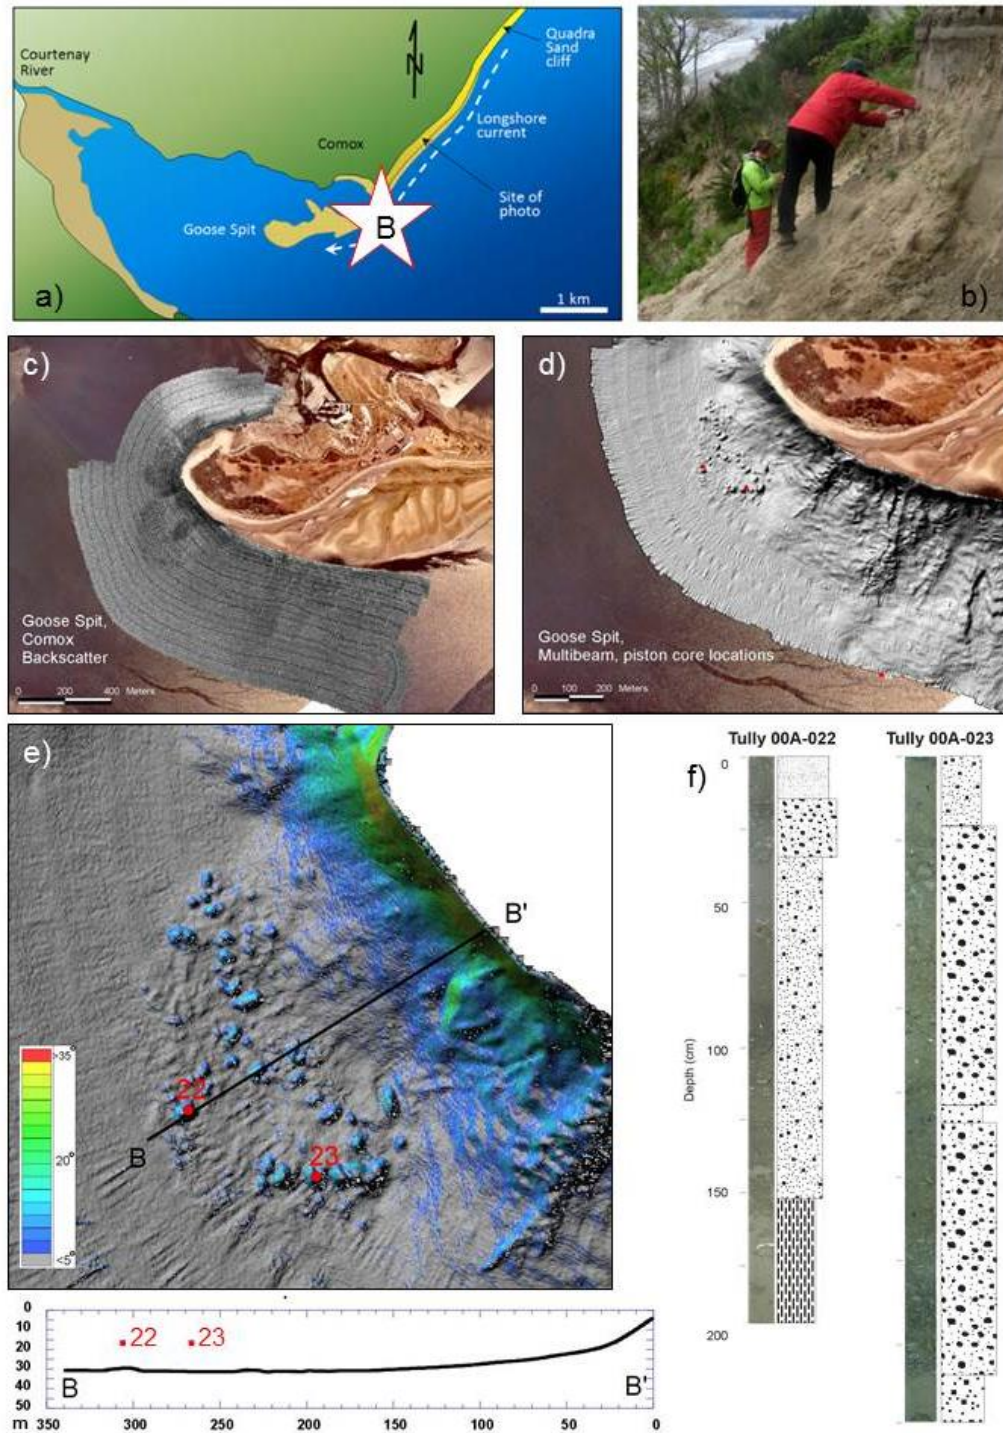 Courtenay
River
Quadra
Sand
cliff
N
Longshore
current
Comox
Site of
photo
Goose Spit
B
1 km
a)
b)
c)
Goose Spit,
Comox
Backscatter
0 200 400 Meters
d)
Goose Spit,
Multibeam, piston core locations
0 100 200 Meters
e)
B'
22
B
23
>35°
20°
<5°
f)
Tully 00A-022
Tully 00A-023
0
50
100
150
200
Depth (cm)
0
10
20
30
40
50
m
22
23
B
B'
350 300 250 200 150 100 50 0